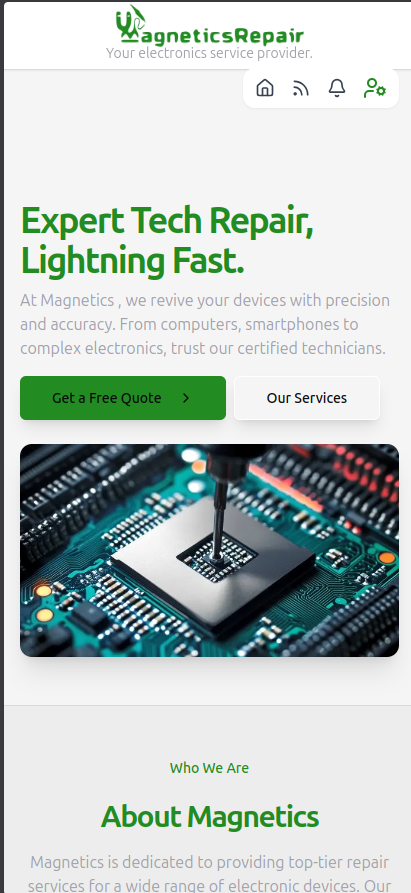 MagneticsRepair
Your electronics service provider.
Expert Tech Repair,
Lightning Fast.
At Magnetics , we revive your devices with precision
and accuracy. From computers, smartphones to
complex electronics, trust our certified technicians.
Get a Free Quote
Our Services
Who We Are
About Magnetics
Magnetics is dedicated to providing top-tier repair
services for a wide range of electronic devices. Our